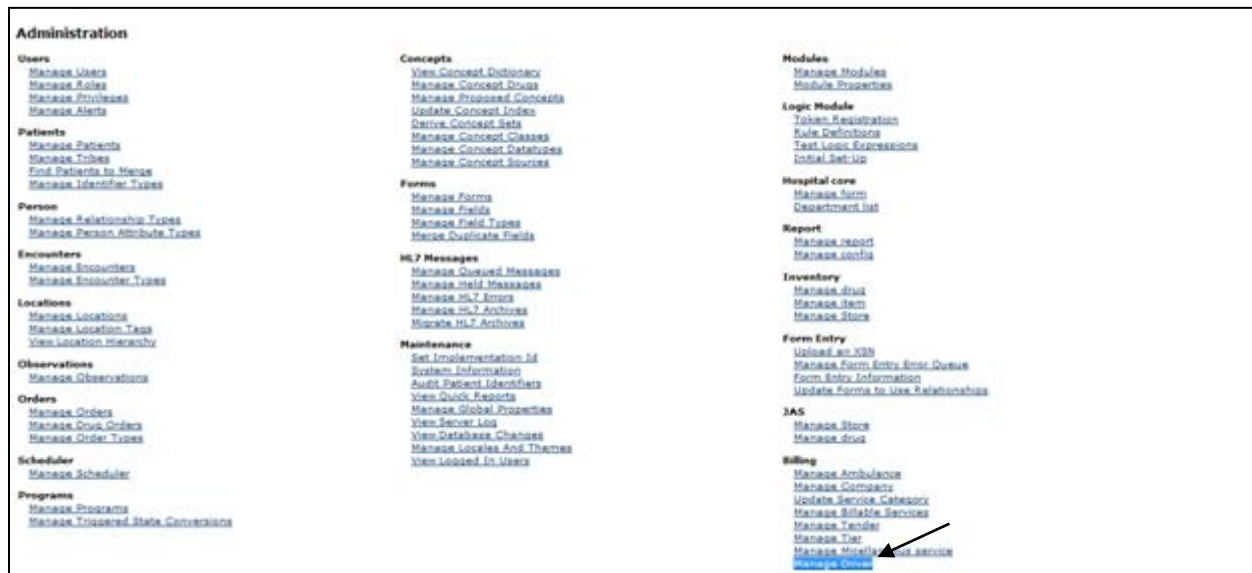 Administration
Users
Manage Users
Manage Roles
Manage Privileges
Manage Alerts
Patients
Manage Patients
Manage Tribes
Find Patients to Merge
Manage Identifier Types
Person
Manage Relationship Types
Manage Person Attribute Types
Encounters
Manage Encounters
Manage Encounter Types
Locations
Manage Locations
Manage Location Tags
View Location Hierarchy
Observations
Manage Observations
Orders
Manage Orders
Manage Drug Orders
Manage Order Types
Scheduler
Manage Scheduler
Programs
Manage Programs
Manage Triggered State Conversions
Concepts
View Concept Dictionary
Manage Concept Drugs
Manage Proposed Concepts
Update Concept Index
Derive Concept Sets
Manage Concept Classes
Manage Concept Datatypes
Manage Concept Sources
Forms
Manage Forms
Manage Fields
Manage Field Types
Merge Duplicate Fields
HL7 Messages
Manage Queued Messages
Manage Held Messages
Manage HL7 Errors
Manage HL7 Archives
Migrate HL7 Archives
Maintenance
Set Implementation Id
System Information
Audit Patient Identifiers
View Quick Reports
Manage Global Properties
View Server Log
View Database Changes
Manage Locales And Themes
View Logged In Users
Modules
Manage Modules
Module Properties
Logic Module
Token Registration
Rule Definitions
Test Logic Expressions
Initial Set-Up
Hospital core
Manage form
Department list
Report
Manage report
Manage config
Inventory
Manage drug
Manage item
Manage Store
Form Entry
Upload an XSN
Manage Form Entry Error Queue
Form Entry Information
Update Forms to Use Relationships
JAS
Manage Store
Manage drug
Billing
Manage Ambulance
Manage Company
Update Service Category
Manage Billable Services
Manage Tender
Manage Tier
Manage service
Manage Driver